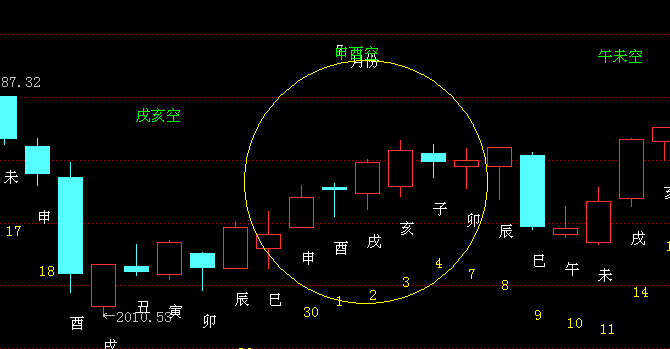 申酉空
月份
午未空
87.32
戌亥空
未
17
申
18
酉
戌
←2010.53
丑
寅
卯
辰
巳
申
30
酉
1
戌
2
亥
3
子
4
卯
7
辰
8
巳
9
午
10
未
11
戌
14
亥